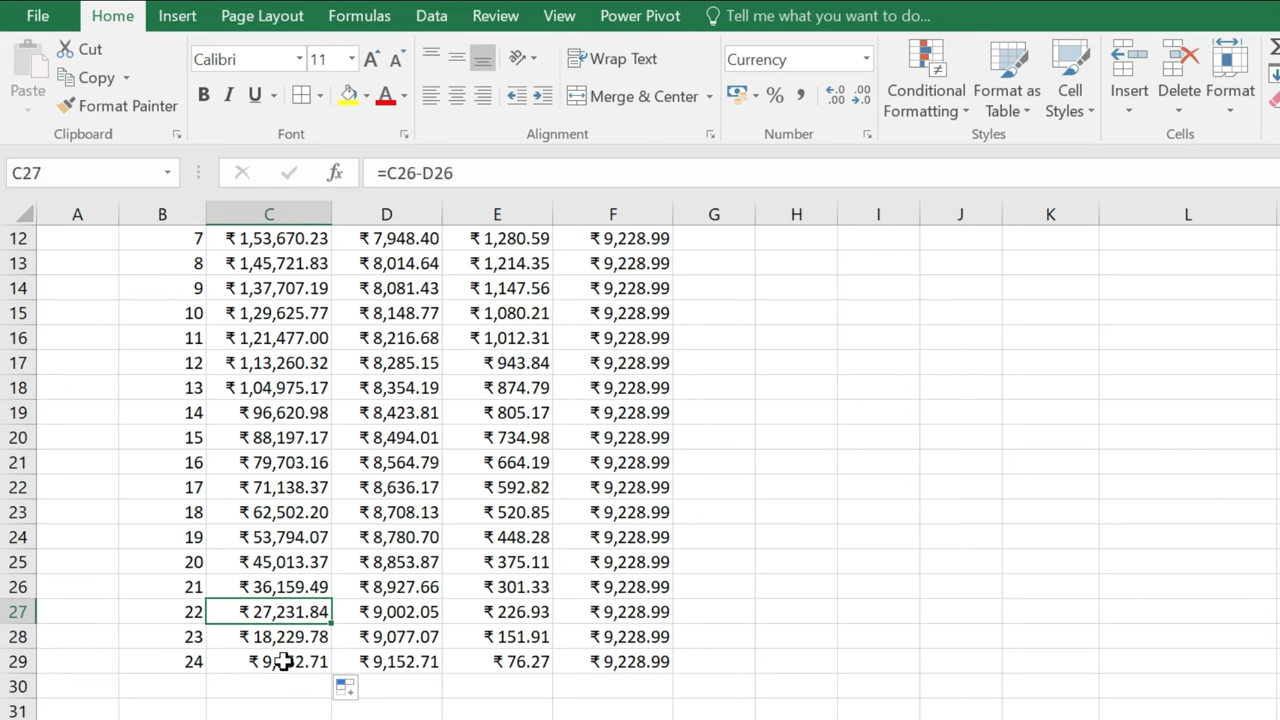 File Home Insert Page Layout Formulas Data Review View Power Pivot Tell me what you want to do...
Cut
Copy
Format Painter
Paste
Clipboard
Calibri 11 A A
B I U A
Font
Wrap Text
Merge & Center
Alignment
Currency
% , .00
Number
Conditional Formatting
Format as Table
Cell Styles
Styles
Insert Delete Format
Cells
C27 fx =C26-D26
A B C D E F G H I J K L
12 7 ₹ 1,53,670.23 ₹ 7,948.40 ₹ 1,280.59 ₹ 9,228.99
13 8 ₹ 1,45,721.83 ₹ 8,014.64 ₹ 1,214.35 ₹ 9,228.99
14 9 ₹ 1,37,707.19 ₹ 8,081.43 ₹ 1,147.56 ₹ 9,228.99
15 10 ₹ 1,29,625.77 ₹ 8,148.77 ₹ 1,080.21 ₹ 9,228.99
16 11 ₹ 1,21,477.00 ₹ 8,216.68 ₹ 1,012.31 ₹ 9,228.99
17 12 ₹ 1,13,260.32 ₹ 8,285.15 ₹ 943.84 ₹ 9,228.99
18 13 ₹ 1,04,975.17 ₹ 8,354.19 ₹ 874.79 ₹ 9,228.99
19 14 ₹ 96,620.98 ₹ 8,423.81 ₹ 805.17 ₹ 9,228.99
20 15 ₹ 88,197.17 ₹ 8,494.01 ₹ 734.98 ₹ 9,228.99
21 16 ₹ 79,703.16 ₹ 8,564.79 ₹ 664.19 ₹ 9,228.99
22 17 ₹ 71,138.37 ₹ 8,636.17 ₹ 592.82 ₹ 9,228.99
23 18 ₹ 62,502.20 ₹ 8,708.13 ₹ 520.85 ₹ 9,228.99
24 19 ₹ 53,794.07 ₹ 8,780.70 ₹ 448.28 ₹ 9,228.99
25 20 ₹ 45,013.37 ₹ 8,853.87 ₹ 375.11 ₹ 9,228.99
26 21 ₹ 36,159.49 ₹ 8,927.66 ₹ 301.33 ₹ 9,228.99
27 22 ₹ 27,231.84 ₹ 9,002.05 ₹ 226.93 ₹ 9,228.99
28 23 ₹ 18,229.78 ₹ 9,077.07 ₹ 151.91 ₹ 9,228.99
29 24 ₹ 9,152.71 ₹ 76.27 ₹ 9,228.99
30
31